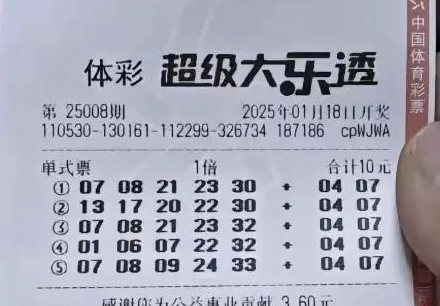 体彩 超级大乐透
第 25008期 2025年01月18日开奖
110530-130161-112299-326734 187186 cpWJWA
单式票 1倍 合计10元
① 07 08 21 23 30 + 04 07
② 13 17 20 22 30 + 04 07
③ 07 08 21 23 32 + 04 07
④ 01 06 07 22 32 + 04 07
⑤ 07 08 09 24 33 + 04 07
感谢您为公益事业贡献 3.60元
中国体育彩票